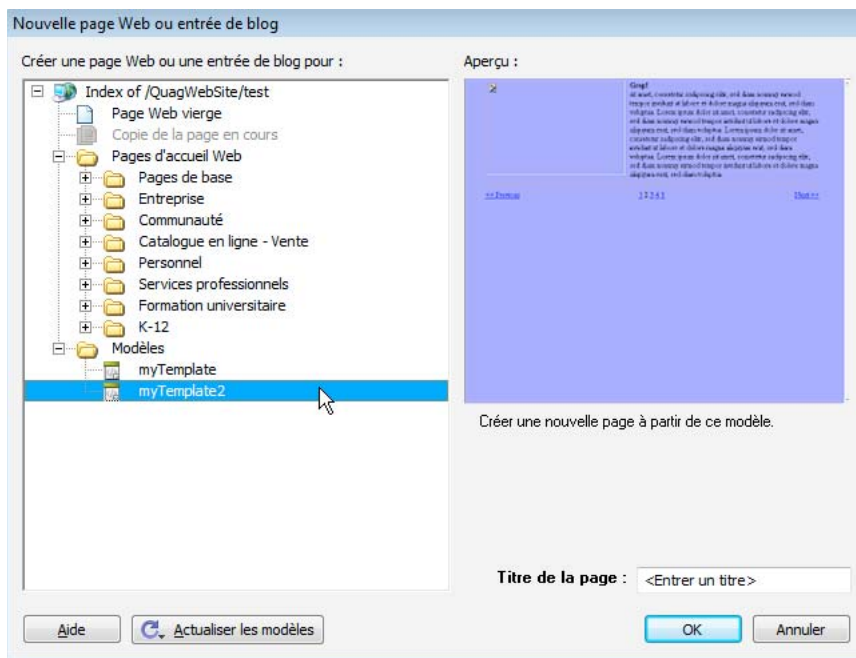 Nouvelle page Web ou entrée de blog
Créer une page Web ou une entrée de blog pour :
Index of /QuagWebSite/test
Page Web vierge
Copie de la page en cours
Pages d'accueil Web
Pages de base
Entreprise
Communauté
Catalogue en ligne - Vente
Personnel
Services professionnels
Formation universitaire
K-12
Modèles
myTemplate
myTemplate2
Aperçu :
Créer une nouvelle page à partir de ce modèle.
Titre de la page : <Entrer un titre>
Aide
Actualiser les modèles
OK
Annuler